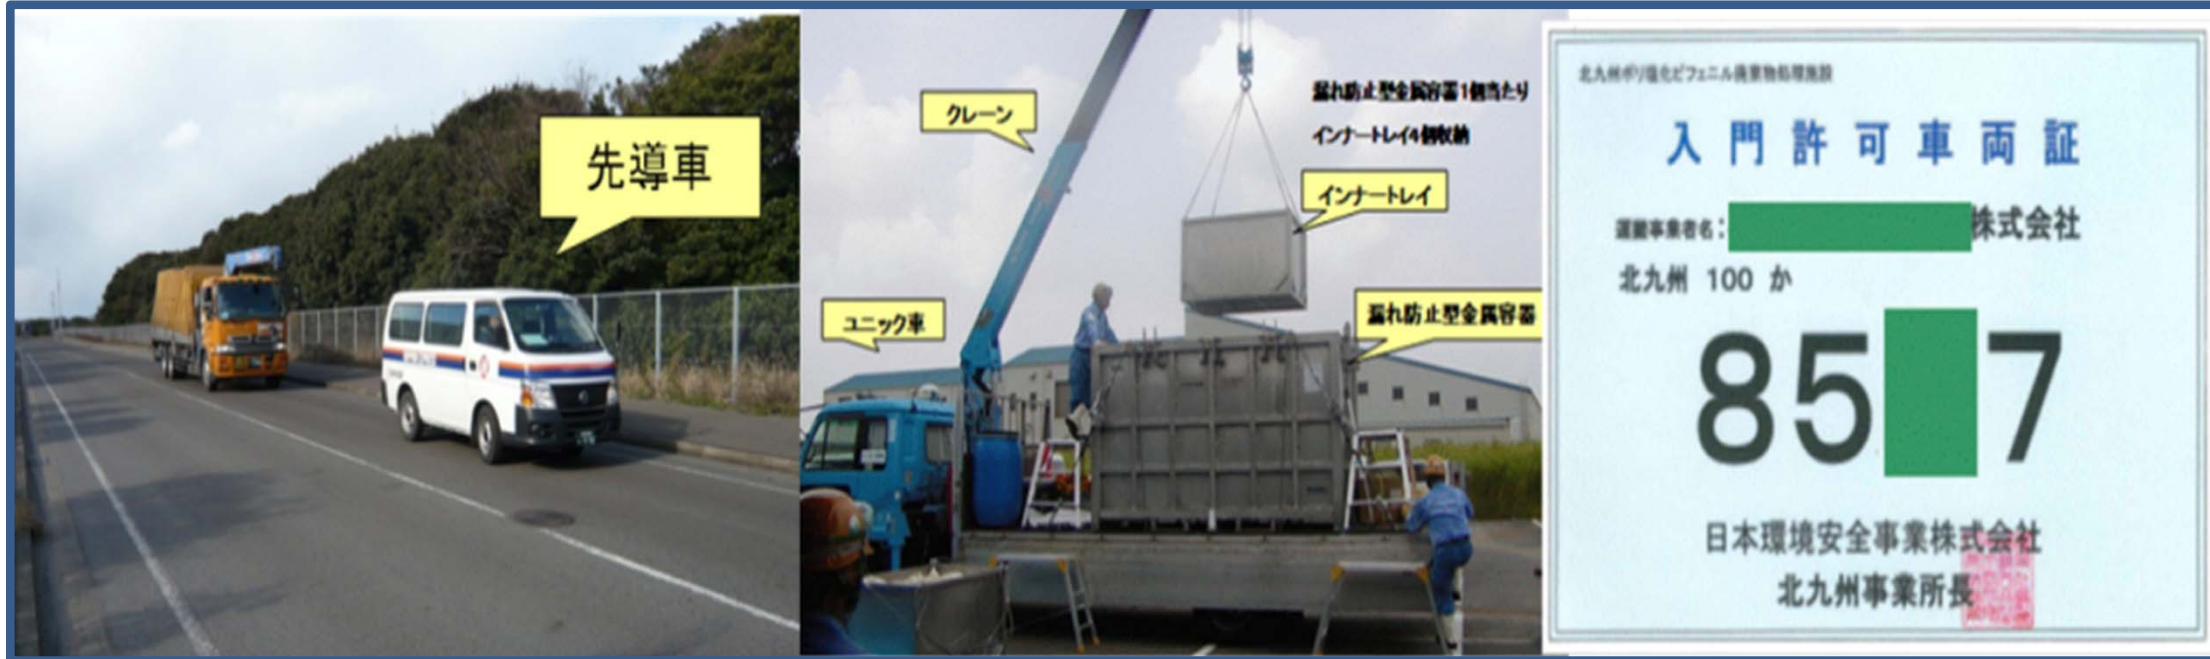 先導車
クレーン
漏れ防止型金属容器1個当たり
インナートレイ4個収納
インナートレイ
ユニック車
漏れ防止型金属容器
北九州ポリ塩化ビフェニル廃棄物処理施設
入門許可車両証
運搬事業者名:
株式会社
北九州 100 か
85 7
日本環境安全事業株式会社
北九州事業所長